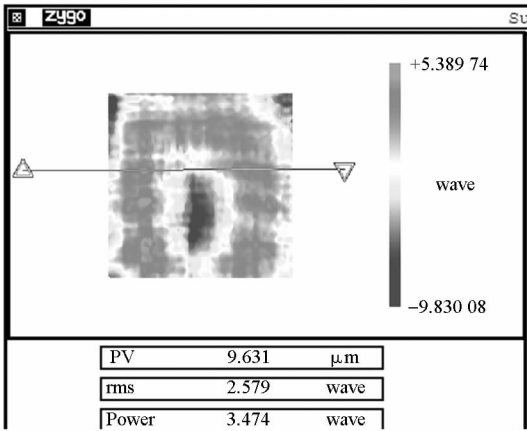 zygo
Su
+5.389 74
wave
−9.830 08
PV 9.631 μm
rms 2.579 wave
Power 3.474 wave